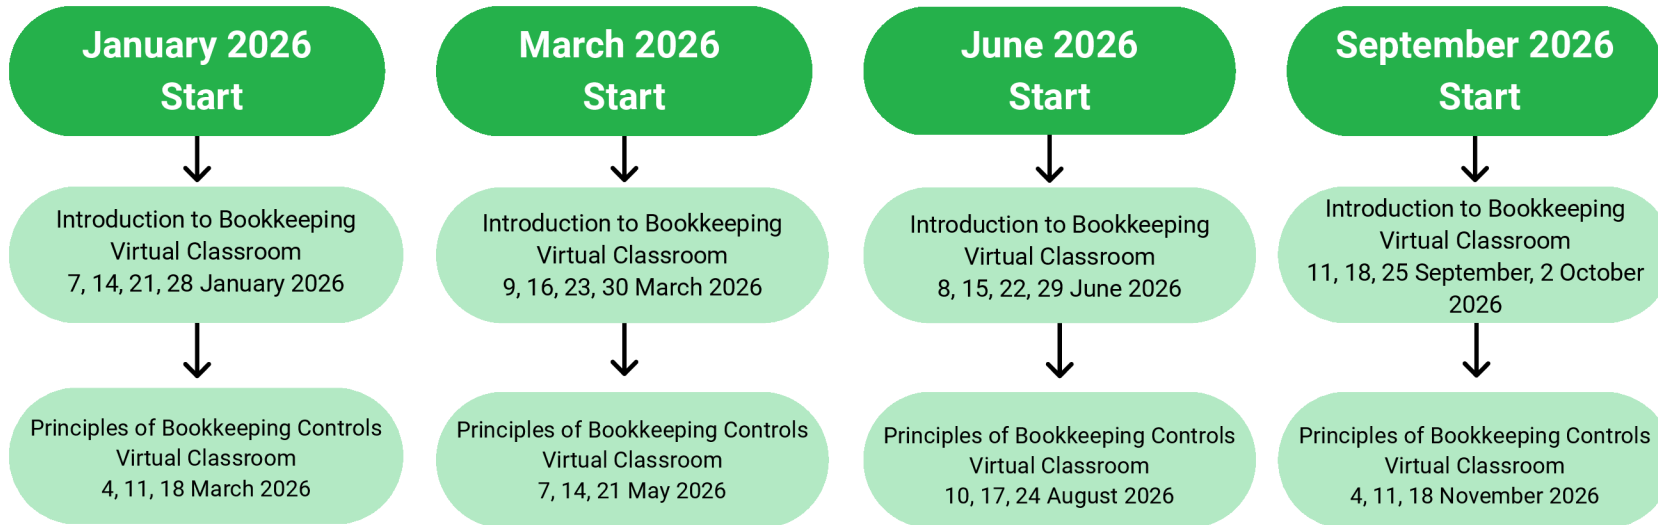 January 2026
Start
Introduction to Bookkeeping
Virtual Classroom
7, 14, 21, 28 January 2026
Principles of Bookkeeping Controls
Virtual Classroom
4, 11, 18 March 2026
March 2026
Start
Introduction to Bookkeeping
Virtual Classroom
9, 16, 23, 30 March 2026
Principles of Bookkeeping Controls
Virtual Classroom
7, 14, 21 May 2026
June 2026
Start
Introduction to Bookkeeping
Virtual Classroom
8, 15, 22, 29 June 2026
Principles of Bookkeeping Controls
Virtual Classroom
10, 17, 24 August 2026
September 2026
Start
Introduction to Bookkeeping
Virtual Classroom
11, 18, 25 September, 2 October
2026
Principles of Bookkeeping Controls
Virtual Classroom
4, 11, 18 November 2026